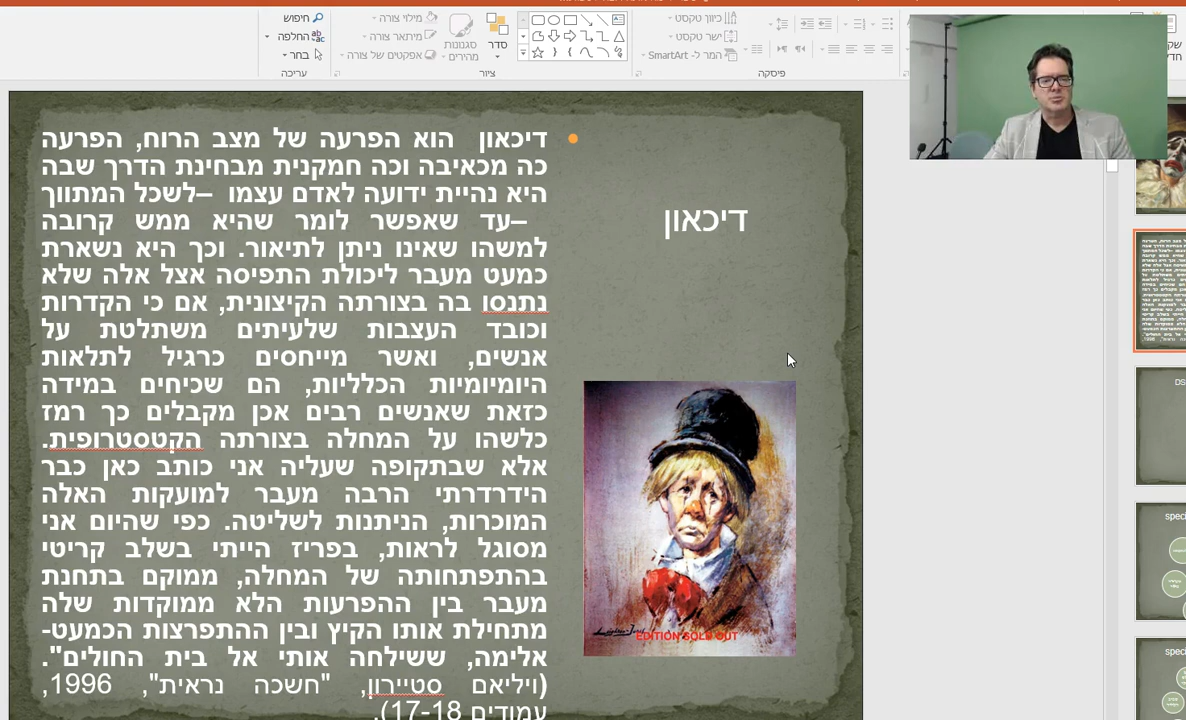 חיפוש
החלפה
בחר
עריכה
מילוי צורה
מיתאר צורה
אפקטים של צורה
סגנונות
מהירים
סדר
ציור
כיוון טקסט
ישר טקסט
המר ל- SmartArt
פיסקה
דיכאון
דיכאון הוא הפרעה של מצב הרוח, הפרעה
כה מכאיבה וכה חמקנית מבחינת הדרך שבה
היא נהיית ידועה לאדם עצמו –לשכל המתווך
–עד שאפשר לומר שהיא ממש קרובה
למשהו שאינו ניתן לתיאור. וכך היא נשארת
כמעט מעבר ליכולת התפיסה אצל אלה שלא
נתנסו בה בצורתה הקיצונית, אם כי הקדרות
וכובד העצבות שלעיתים משתלטת על
אנשים, ואשר מייחסים כרגיל לתלאות
היומיומיות הכלליות, הם שכיחים במידה
כזאת שאנשים רבים אכן מקבלים כך רמז
כלשהו על המחלה בצורתה הקטסטרופית.
אלא שבתקופה שעליה אני כותב כאן כבר
הידרדרתי הרבה מעבר למועקות האלה
המוכרות, הניתנות לשליטה. כפי שהיום אני
מסוגל לראות, בפריז הייתי בשלב קריטי
בהתפתחותה של המחלה, ממוקם בתחנת
מעבר בין ההפרעות הלא ממוקדות שלה
מתחילת אותו הקיץ ובין ההתפרצות הכמעט-
אלימה, ששילחה אותי אל בית החולים".
(ויליאם סטיירון, "חשכה נראית", 1996,
עמודים 17-18).
EDITION SOLD OUT
DS
speci